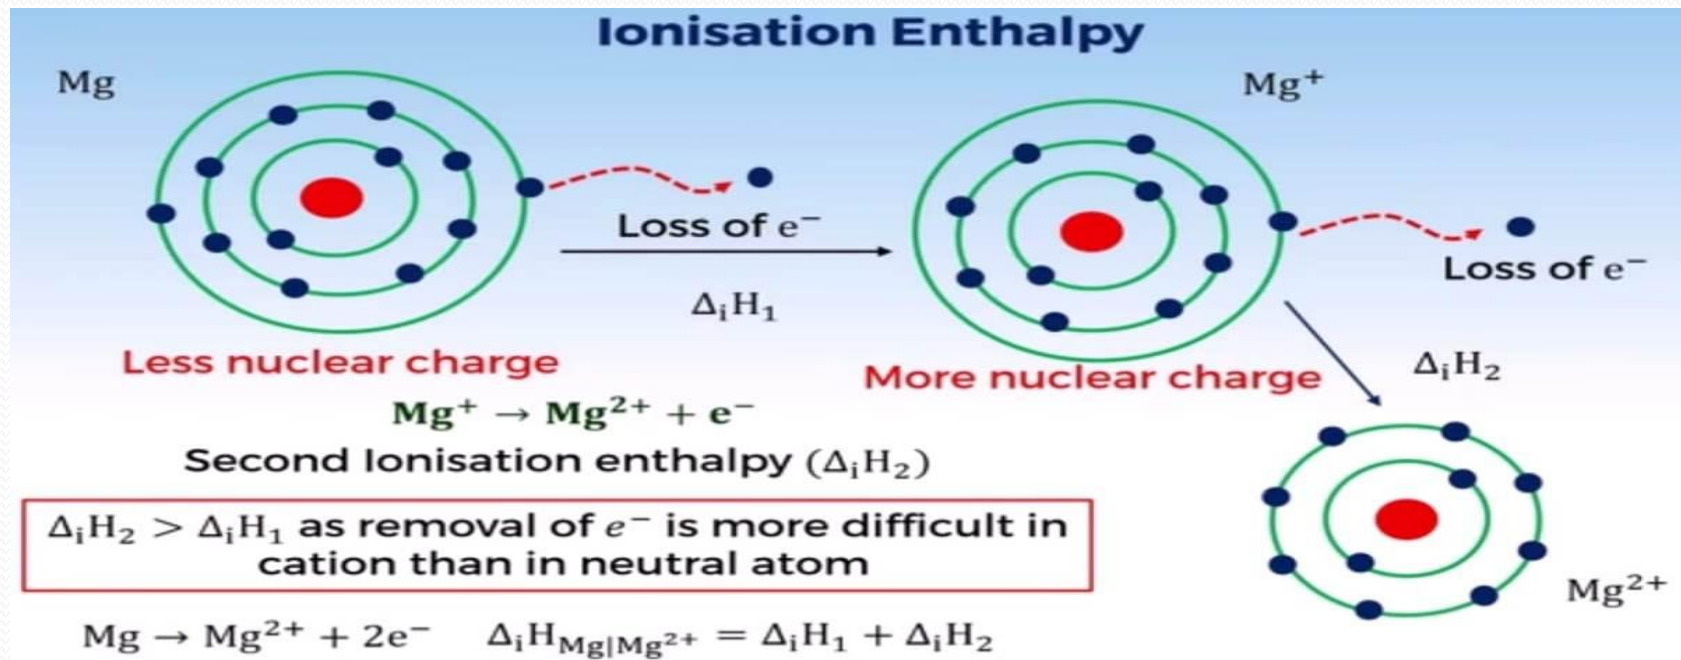 Ionisation Enthalpy
Mg
Mg⁺
Loss of e⁻
ΔᵢH₁
Loss of e⁻
ΔᵢH₂
Less nuclear charge
More nuclear charge
Mg⁺ → Mg²⁺ + e⁻
Second Ionisation enthalpy (ΔᵢH₂)
ΔᵢH₂ > ΔᵢH₁ as removal of e⁻ is more difficult in
cation than in neutral atom
Mg²⁺
Mg → Mg²⁺ + 2e⁻ ΔᵢH_Mg|Mg²⁺ = ΔᵢH₁ + ΔᵢH₂